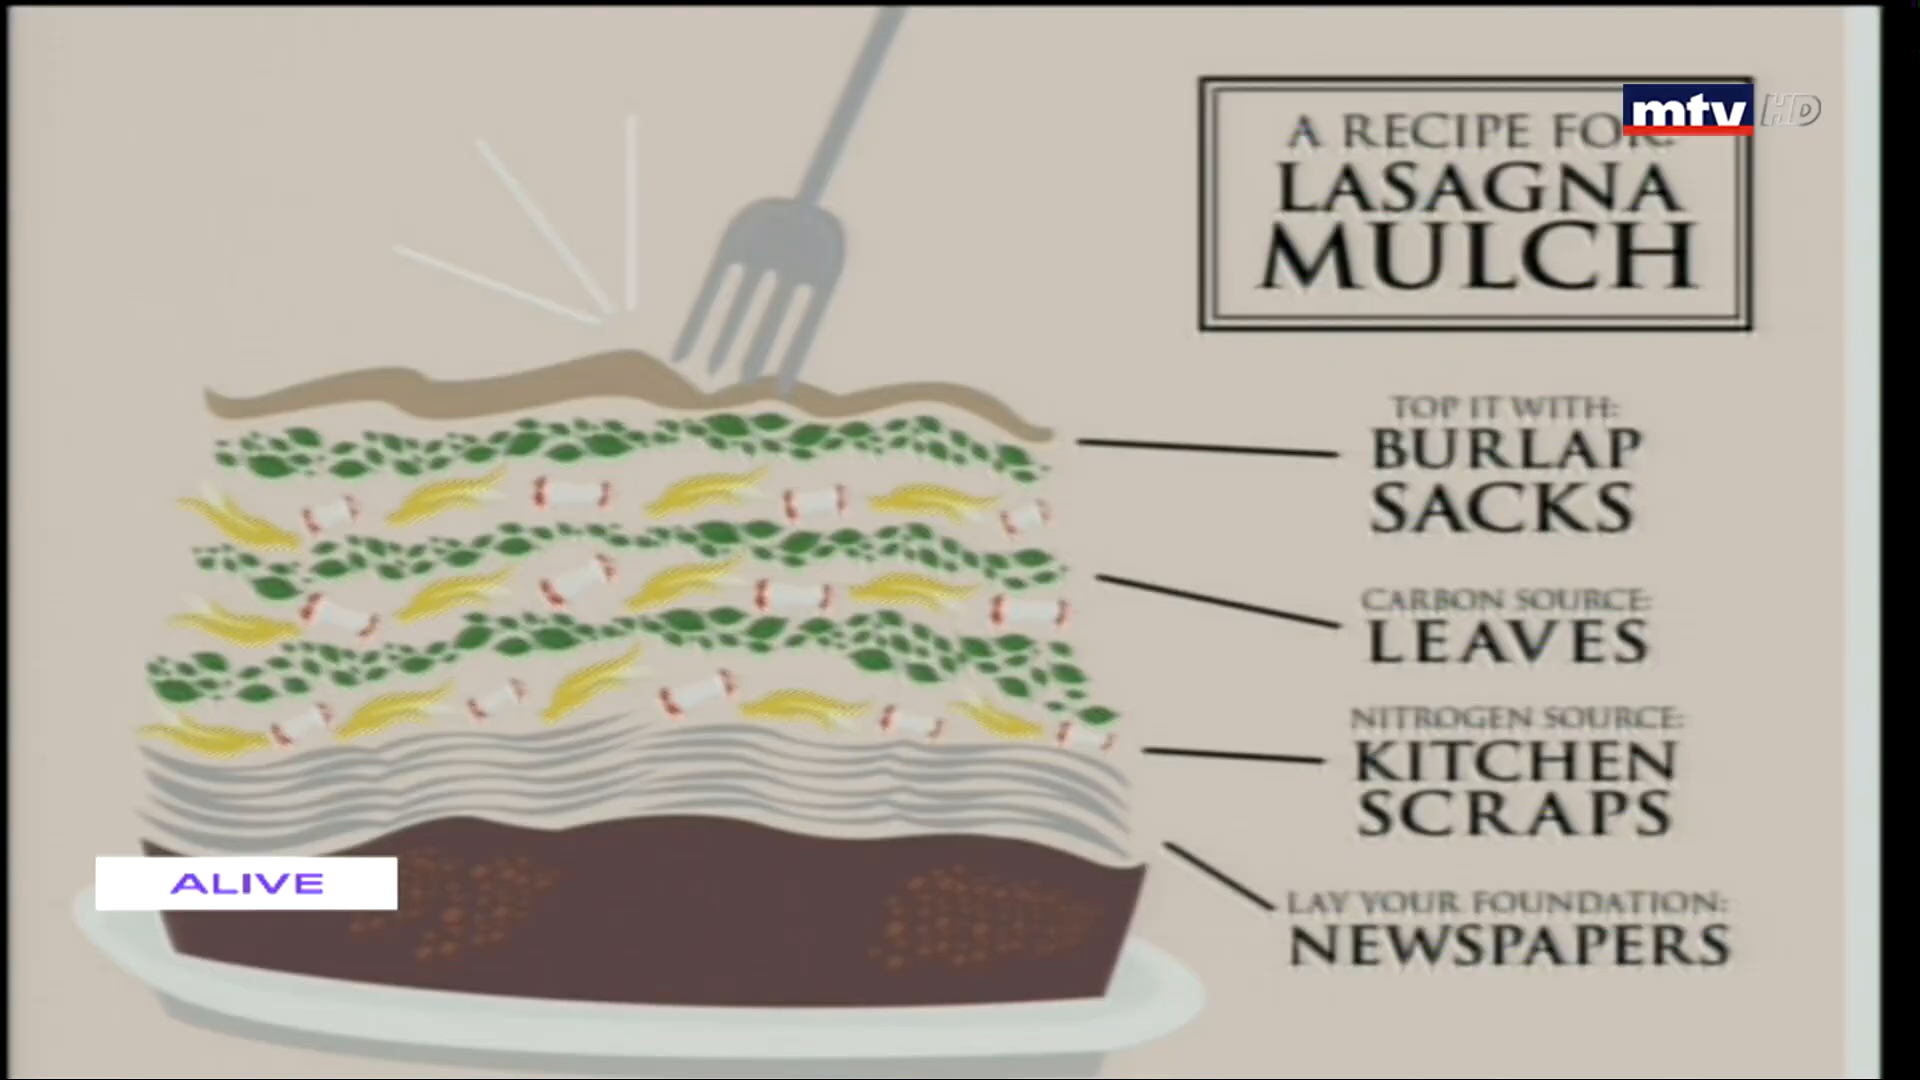 A RECIPE FOR:
LASAGNA
MULCH
mtv HD
TOP IT WITH:
BURLAP
SACKS
CARBON SOURCE:
LEAVES
NITROGEN SOURCE:
KITCHEN
SCRAPS
LAY YOUR FOUNDATION:
NEWSPAPERS
ALIVE